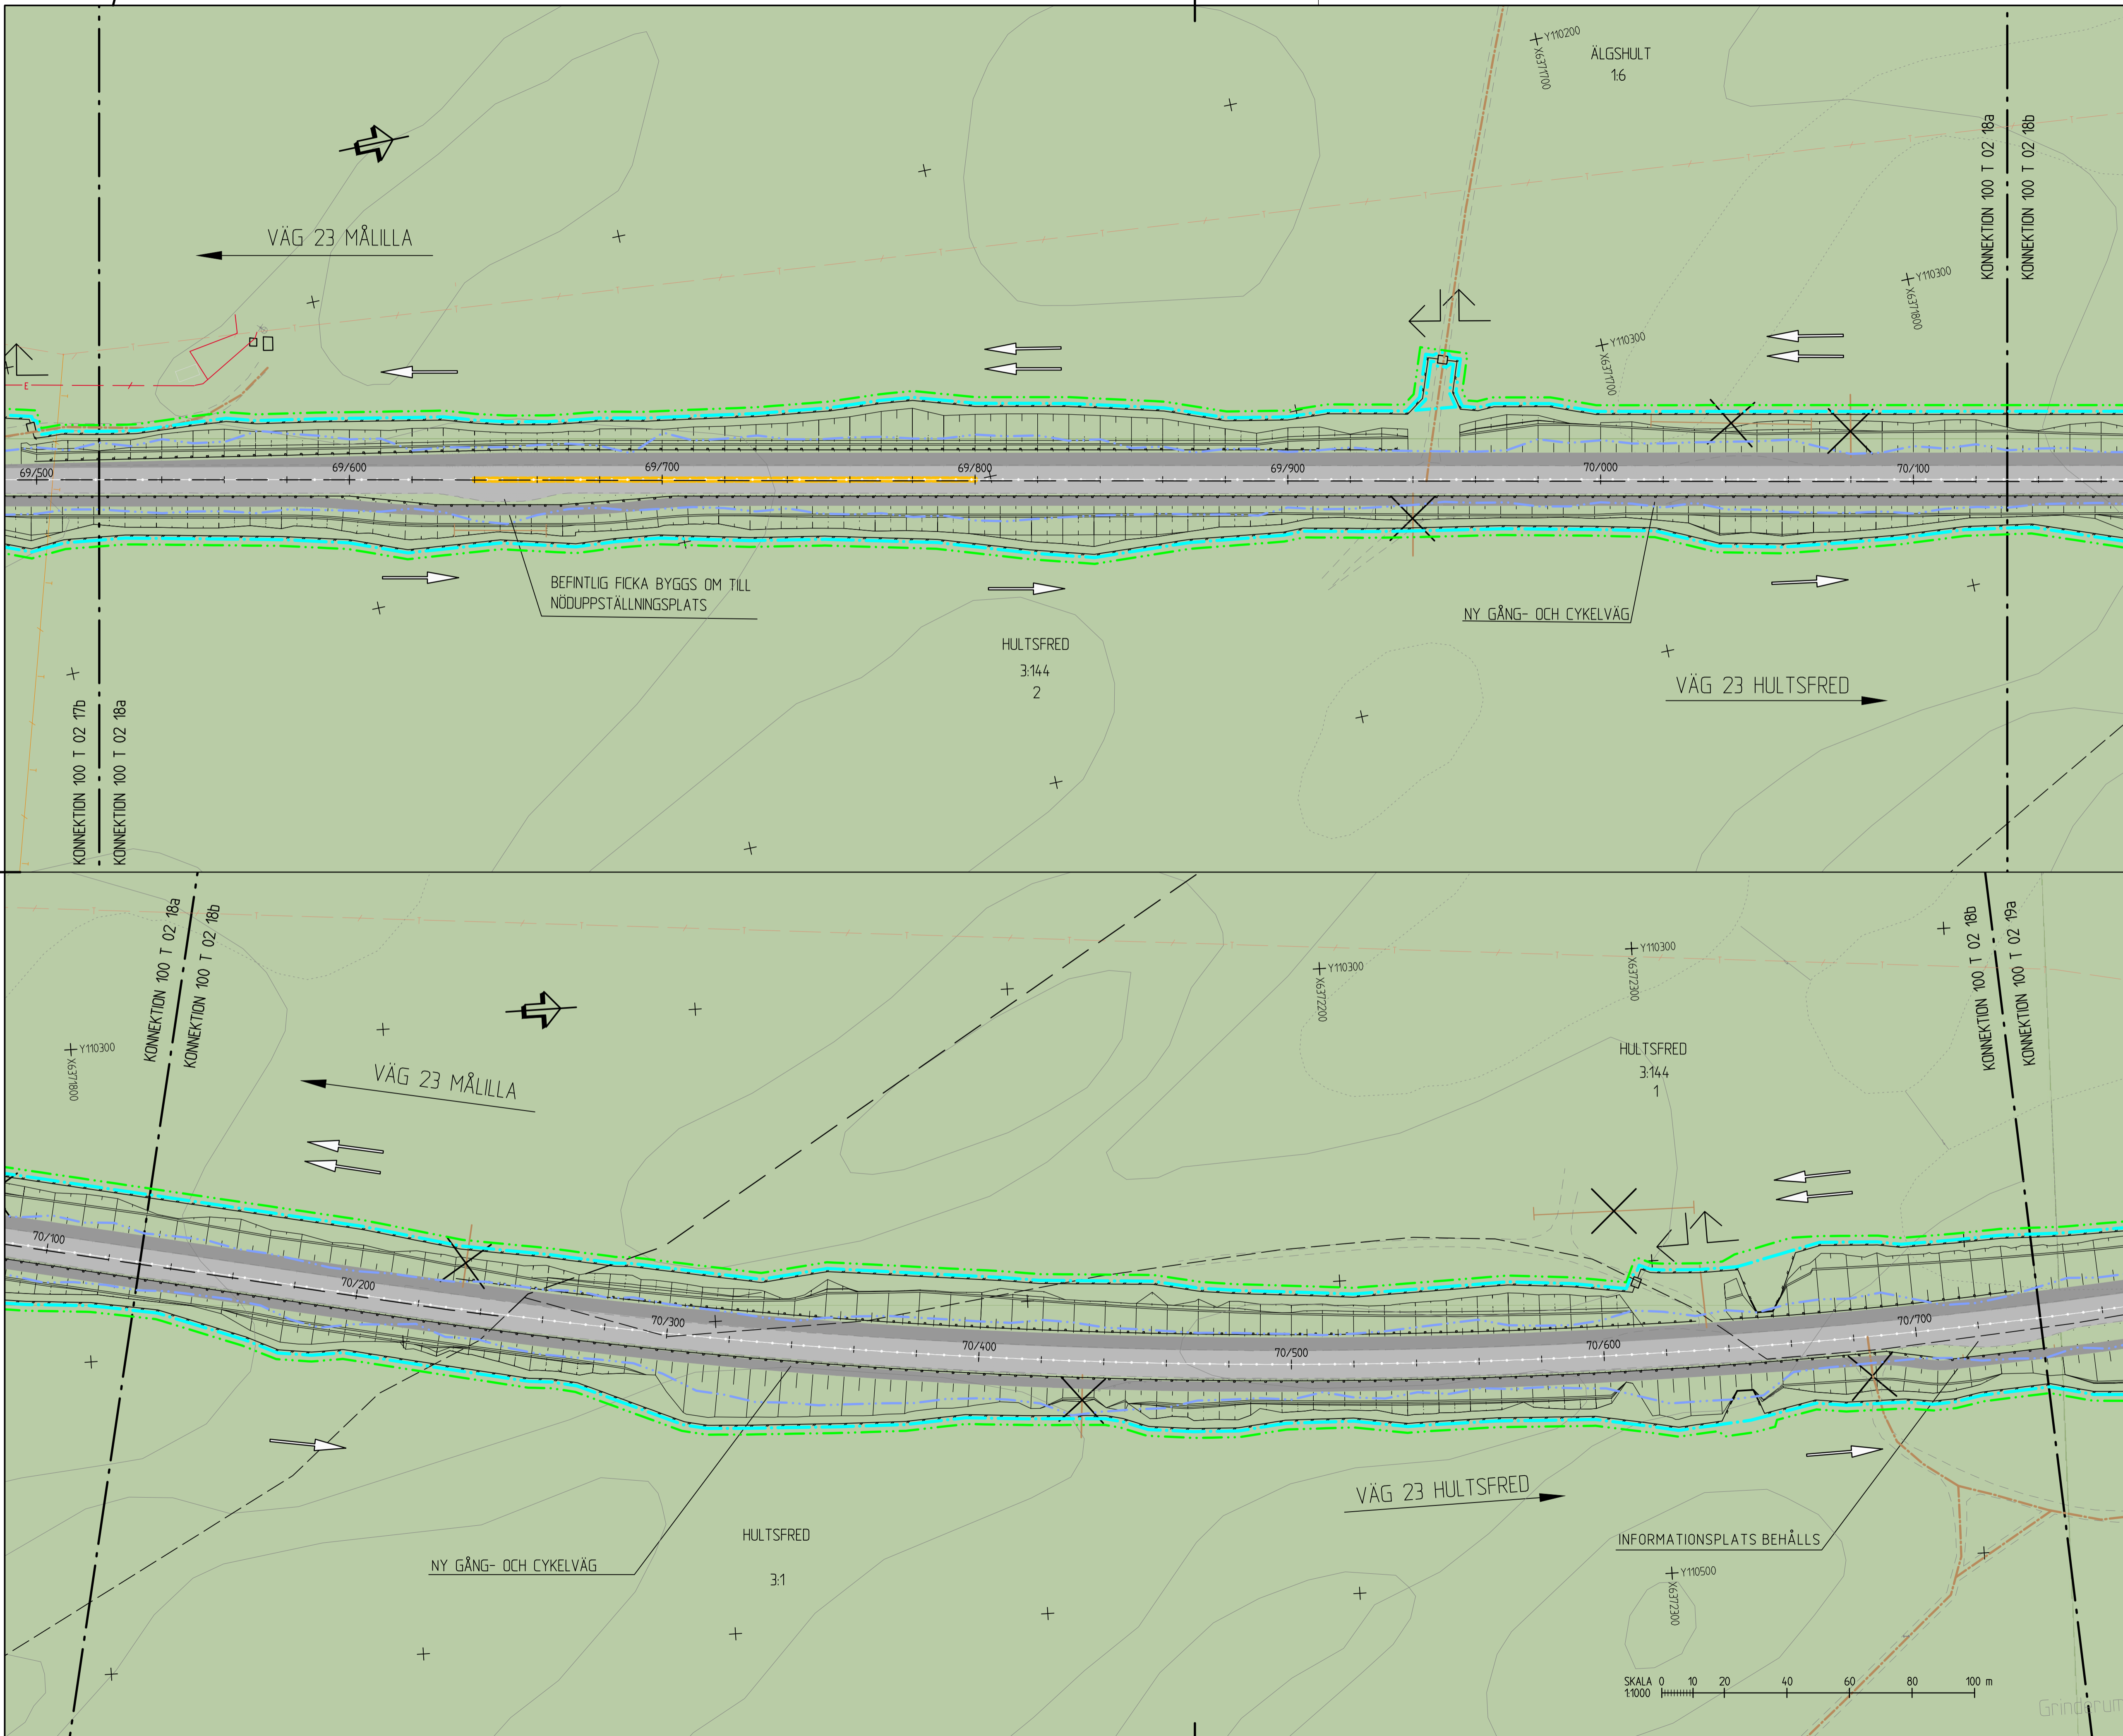 Y110200
X6371700
ÄLGSHULT
1:6
KONNEKTION 100 T 02 18a
KONNEKTION 100 T 02 18b
VÄG 23 MÅLILLA
Y110300
X6371800
Y110300
X6371700
E
69/500
69/600
69/700
69/800
69/900
70/000
70/100
BEFINTLIG FICKA BYGGS OM TILL
NÖDUPPSTÄLLNINGSPLATS
NY GÅNG- OCH CYKELVÄG
HULTSFRED
3:144
2
VÄG 23 HULTSFRED
KONNEKTION 100 T 02 17b
KONNEKTION 100 T 02 18a
KONNEKTION 100 T 02 18a
KONNEKTION 100 T 02 18b
KONNEKTION 100 T 02 18b
KONNEKTION 100 T 02 19a
Y110300
X6372300
Y110300
X6372200
Y110300
X6371800
HULTSFRED
3:144
1
VÄG 23 MÅLILLA
70/100
70/200
70/300
70/400
70/500
70/600
70/700
VÄG 23 HULTSFRED
HULTSFRED
3:1
NY GÅNG- OCH CYKELVÄG
INFORMATIONSPLATS BEHÅLLS
Y110500
X6372300
SKALA 0 10 20 40 60 80 100 m
1:1000
Grinderum